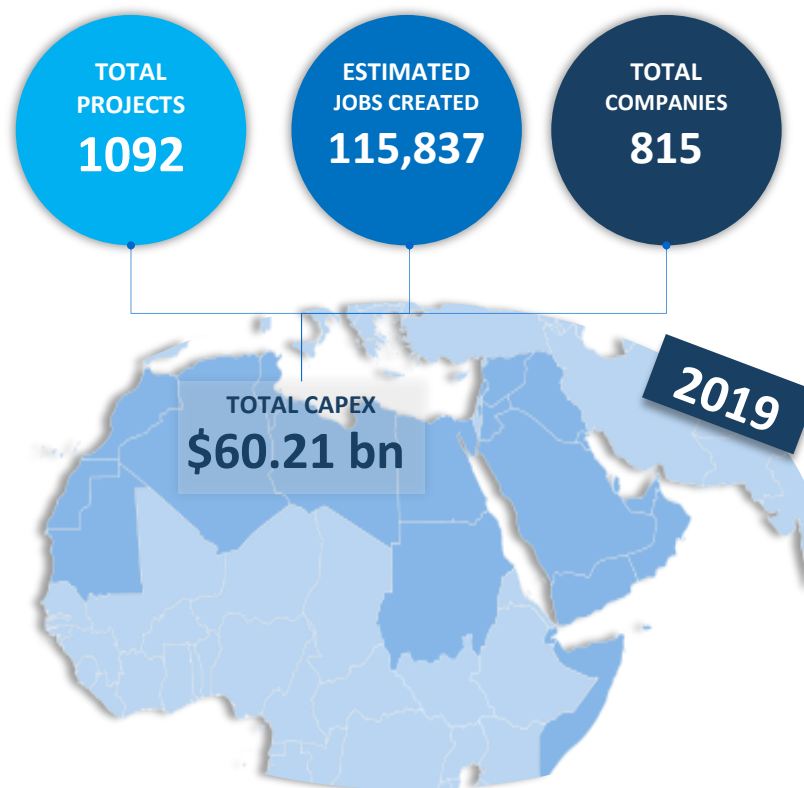 TOTAL
PROJECTS
1092
ESTIMATED
JOBS CREATED
115,837
TOTAL
COMPANIES
815
2019
TOTAL CAPEX
$60.21 bn